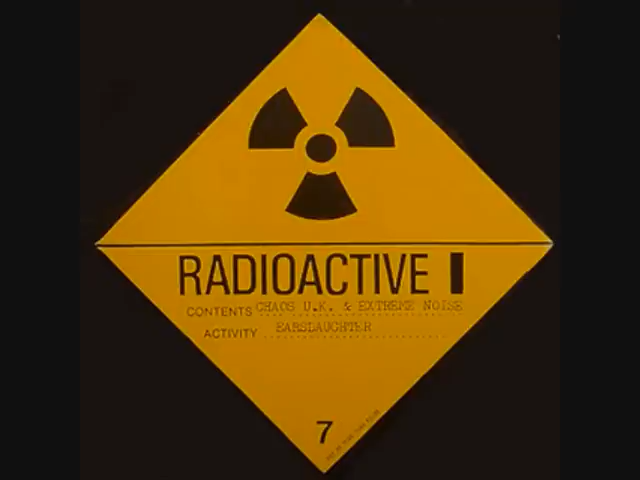 RADIOACTIVE I
CONTENTS CHAOS U.K. & EXTREME NOISE
ACTIVITY EARSLAUGHTER
7